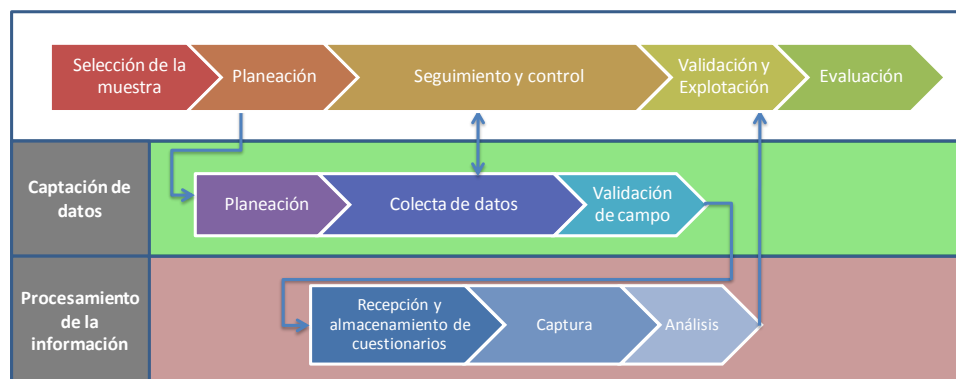 Selección de la
muestra
Planeación
Seguimiento y control
Validación y
Explotación
Evaluación
Captación de
datos
Planeación
Colecta de datos
Validación
de campo
Procesamiento
de la
información
Recepción y
almacenamiento de
cuestionarios
Captura
Análisis